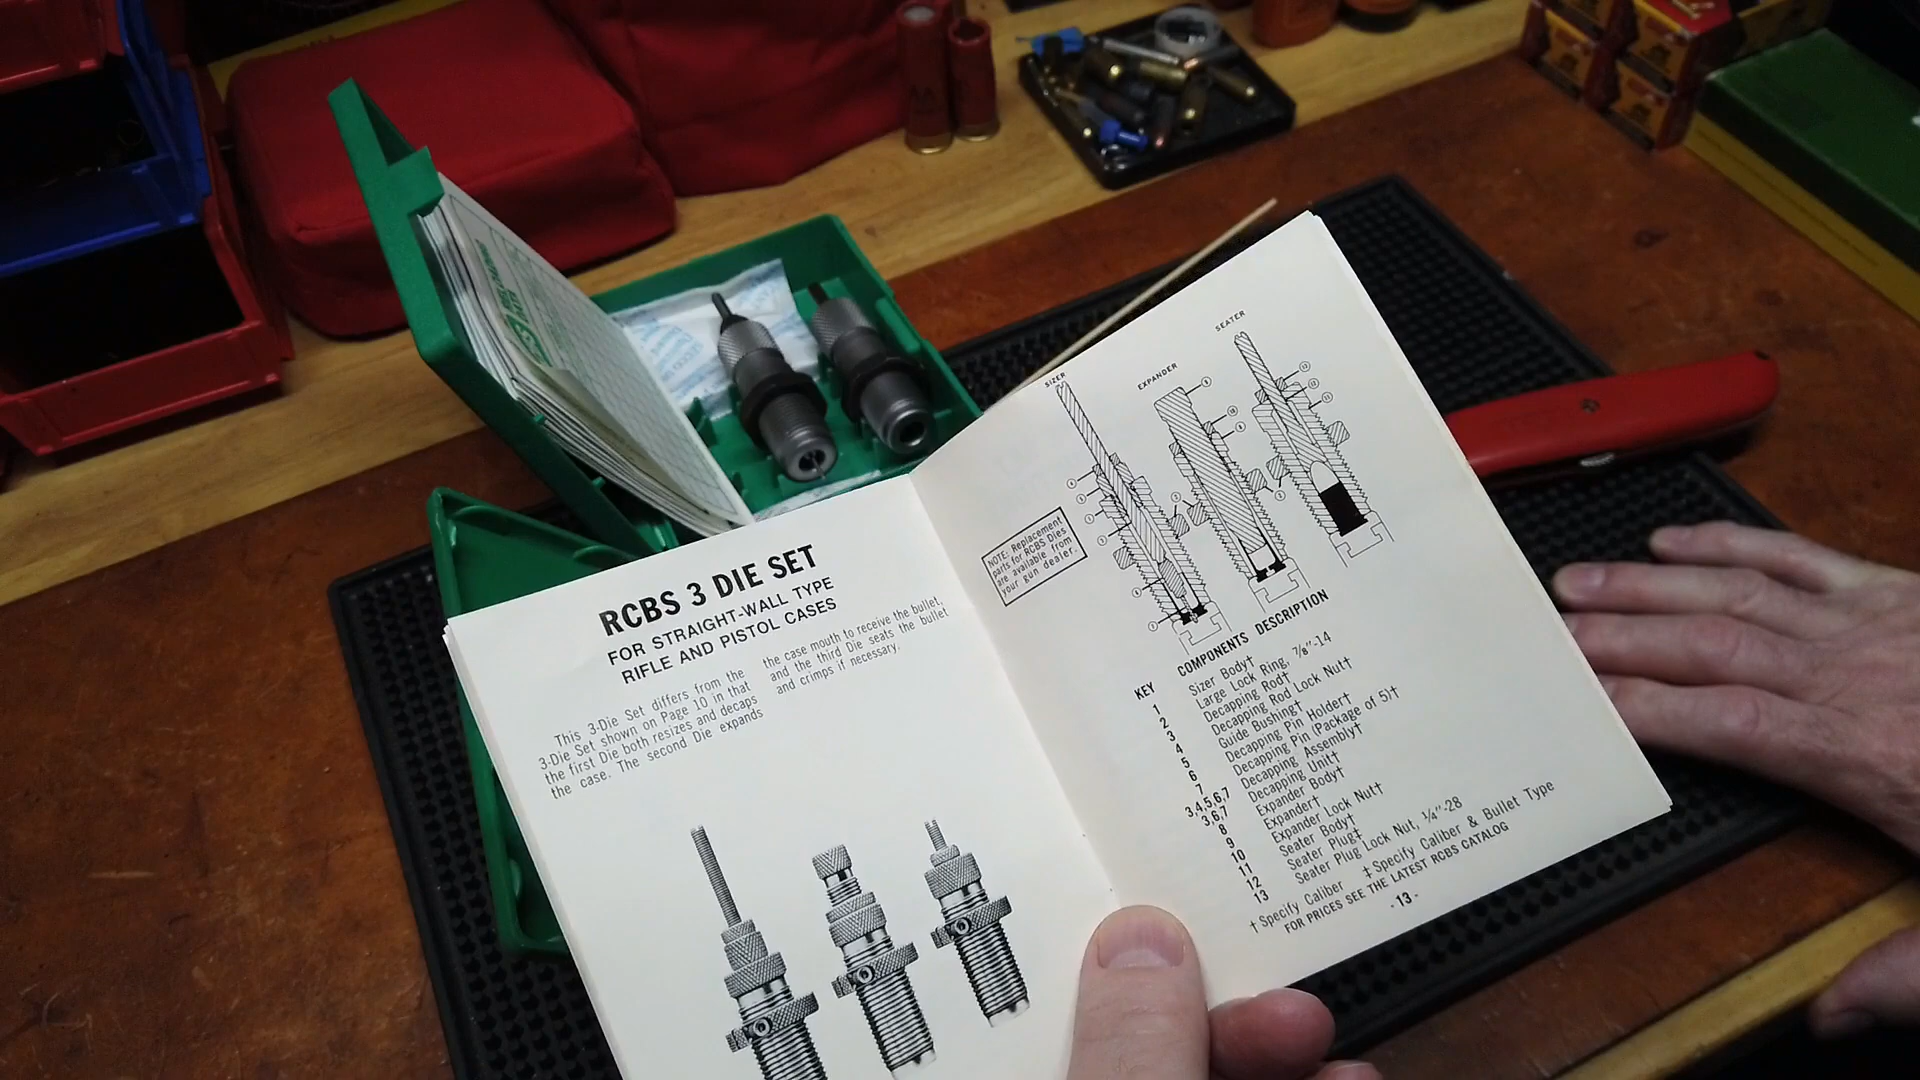 RCBS 3 DIE SET
FOR STRAIGHT-WALL TYPE
RIFLE AND PISTOL CASES
This 3-Die Set differs from the
3-Die Set shown on Page 10 in that
the first Die both resizes and decaps
the case. The second Die expands
the case mouth to receive the bullet,
and the third Die seats the bullet
and crimps if necessary.
SIZER
EXPANDER
SEATER
NOTE: Replacement
parts for RCBS Dies
are available from
your gun dealer.
COMPONENTS DESCRIPTION
KEY
1 Sizer Body†
2 Large Lock Ring, 7/8"-14
3 Decapping Rod†
4 Decapping Rod Lock Nut†
5 Guide Bushing†
6 Decapping Pin Holder†
7 Decapping Pin (Package of 5)†
3,4,5,6,7 Decapping Assembly†
3,6,7 Decapping Unit†
8 Expander Body†
9 Expander†
10 Expander Lock Nut†
11 Seater Body†
12 Seater Plug‡
13 Seater Plug Lock Nut, 1/4"-28
† Specify Caliber ‡ Specify Caliber & Bullet Type
FOR PRICES SEE THE LATEST RCBS CATALOG
-13-